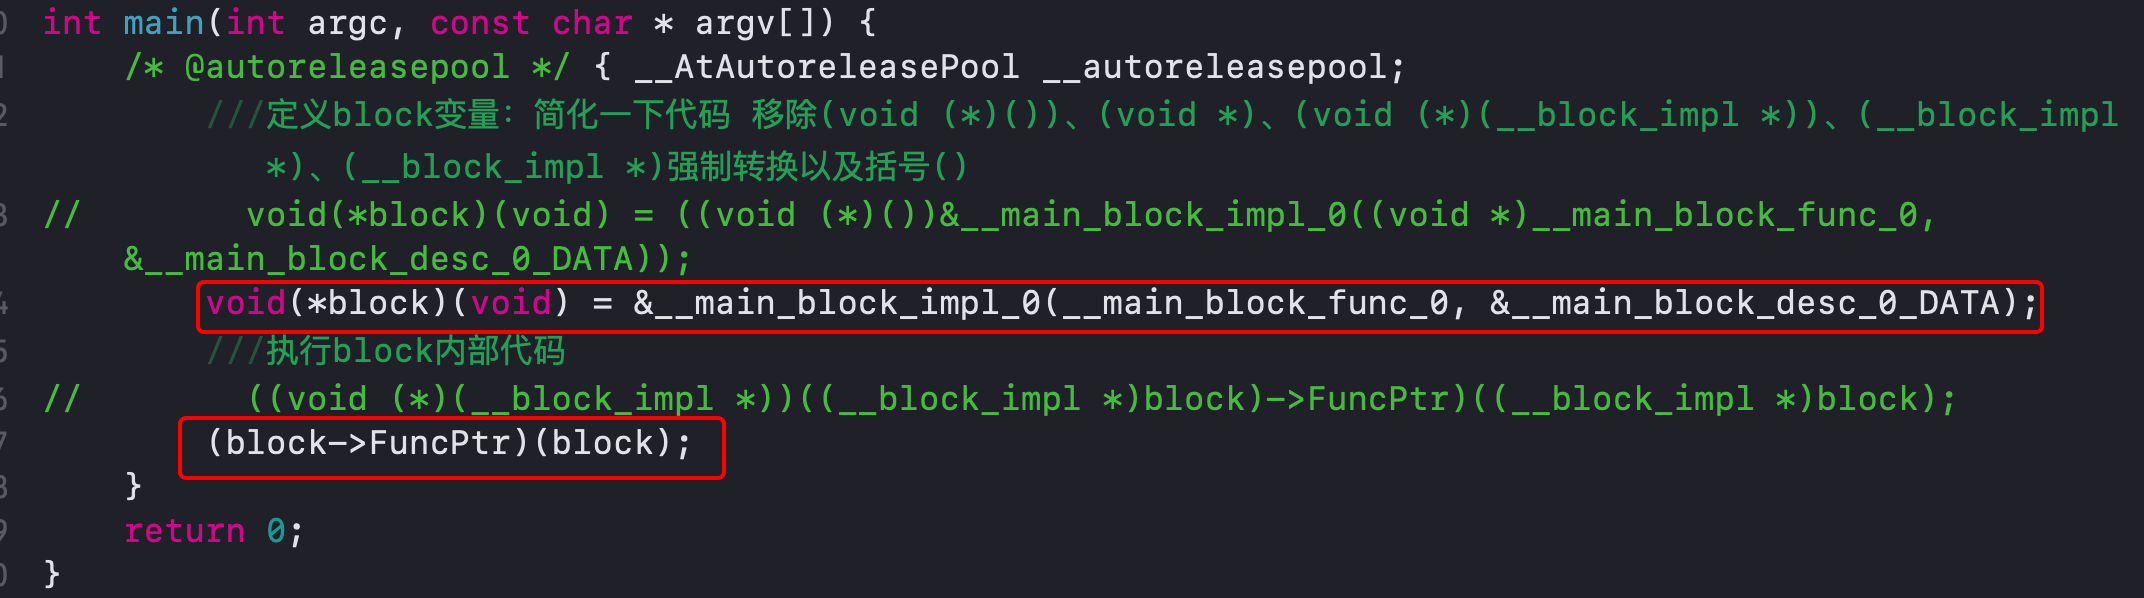 int main(int argc, const char * argv[]) {
/* @autoreleasepool */ { __AtAutoreleasePool __autoreleasepool;
///定义block变量：简化一下代码 移除(void (*)())、(void *)、(void (*)(__block_impl *))、(__block_impl
*)、(__block_impl *)强制转换以及括号()
// void(*block)(void) = ((void (*)())&__main_block_impl_0((void *)__main_block_func_0,
&__main_block_desc_0_DATA));
void(*block)(void) = &__main_block_impl_0(__main_block_func_0, &__main_block_desc_0_DATA);
///执行block内部代码
// ((void (*)(__block_impl *))((__block_impl *)block)->FuncPtr)((__block_impl *)block);
(block->FuncPtr)(block);
}
return 0;
}